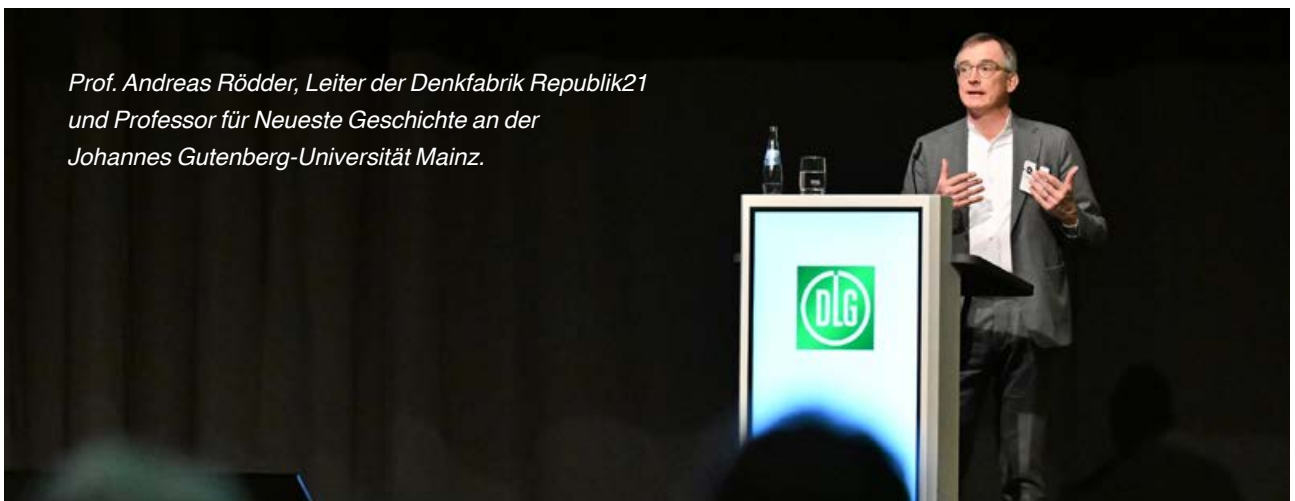 Prof. Andreas Rödder, Leiter der Denkfabrik Republik21
und Professor für Neueste Geschichte an der
Johannes Gutenberg-Universität Mainz.
DLG